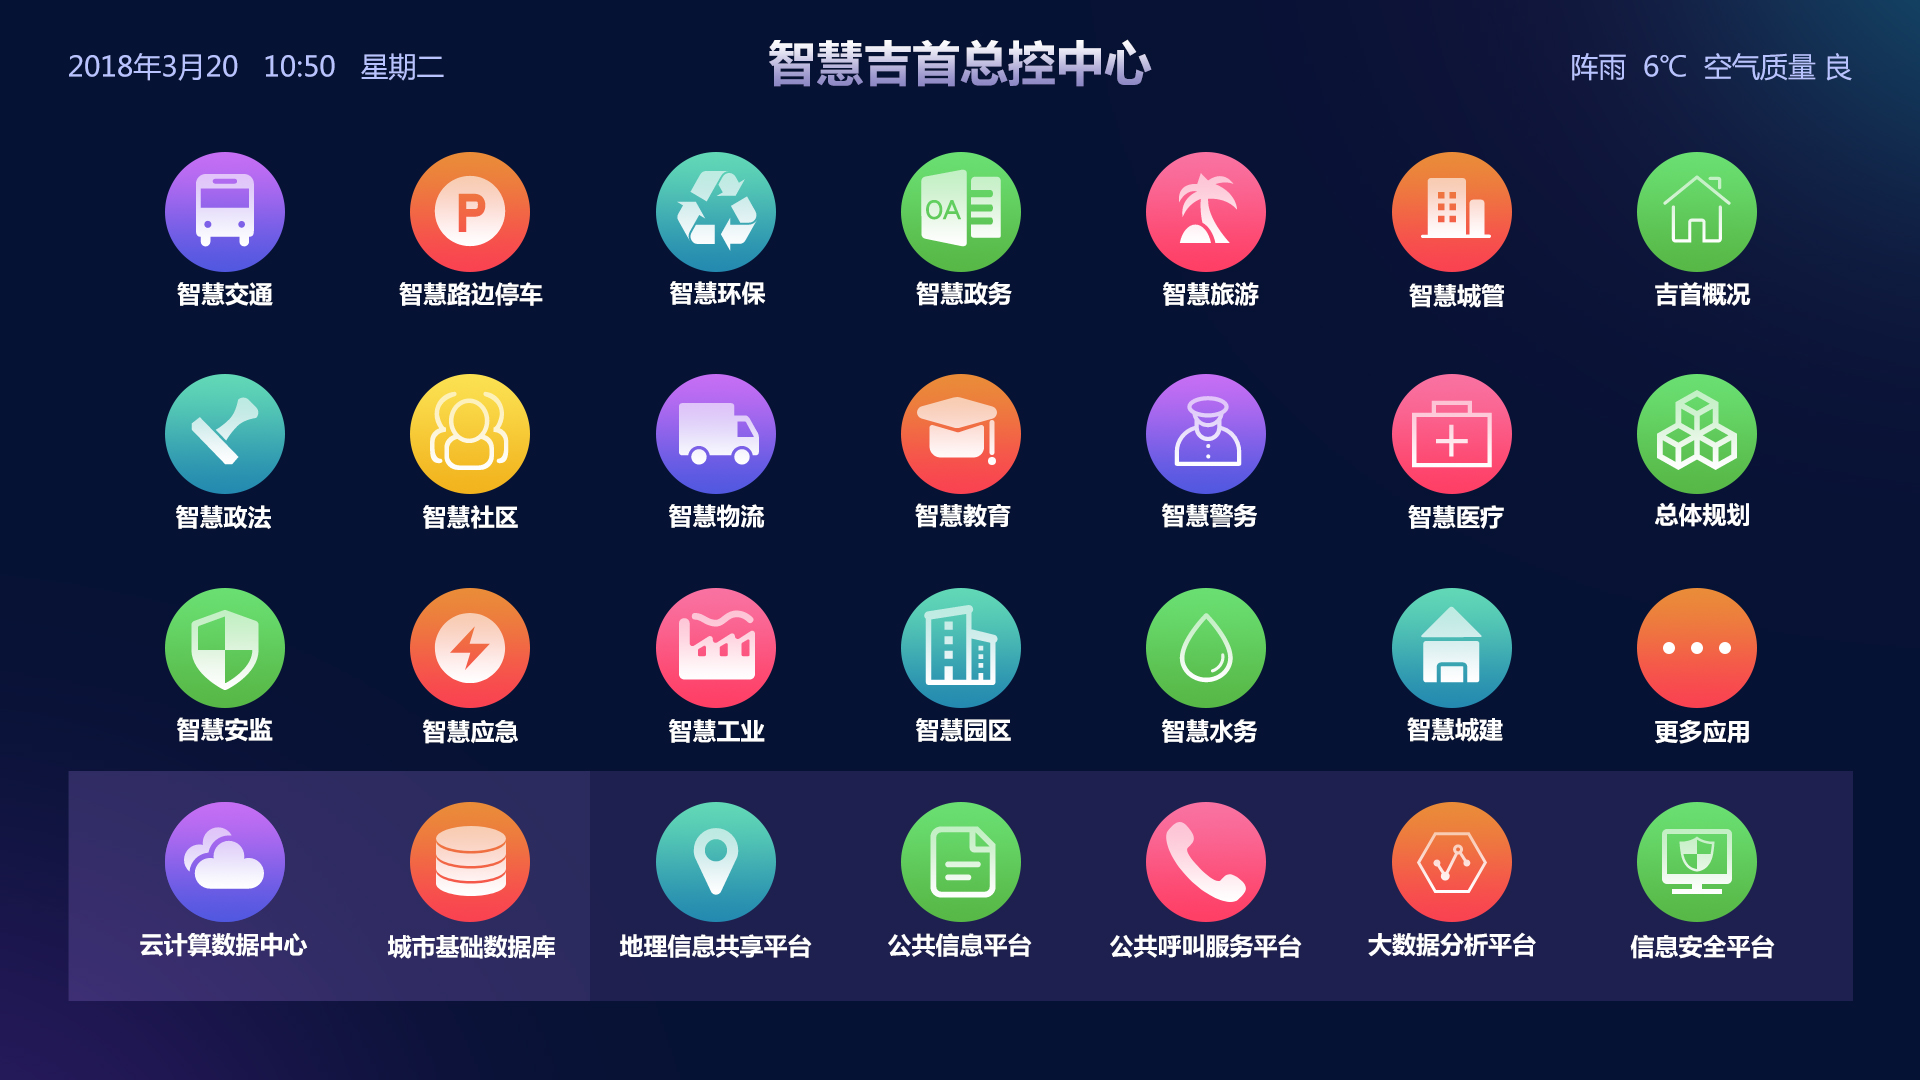 2018年3月20 10:50 星期二
智慧吉首总控中心
阵雨 6℃ 空气质量 良
P
OA
智慧交通
智慧路边停车
智慧环保
智慧政务
智慧旅游
智慧城管
吉首概况
智慧政法
智慧社区
智慧物流
智慧教育
智慧警务
智慧医疗
总体规划
智慧安监
智慧应急
智慧工业
智慧园区
智慧水务
智慧城建
更多应用
云计算数据中心
城市基础数据库
地理信息共享平台
公共信息平台
公共呼叫服务平台
大数据分析平台
信息安全平台